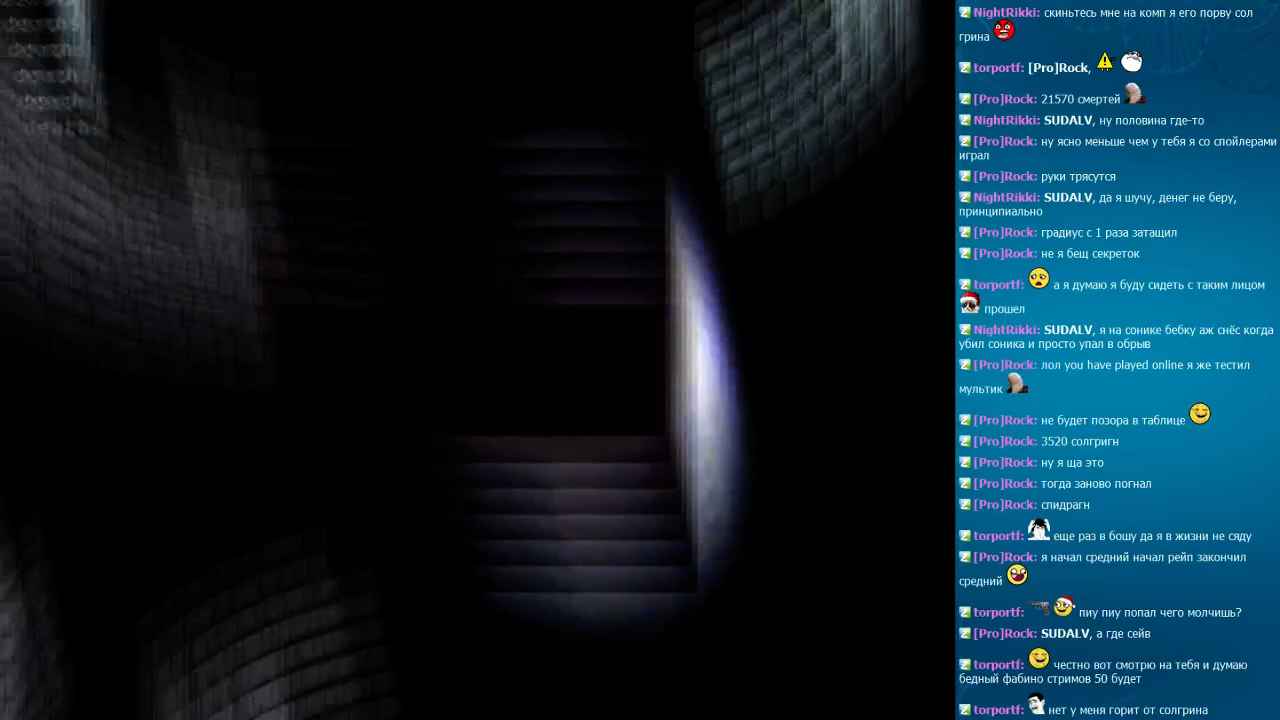 deaths
deaths
deaths
deaths
deaths
NightRikki: скиньтесь мне на комп я его порву сол
грина
torportf: [Pro]Rock,
[Pro]Rock: 21570 смертей
NightRikki: SUDALV, ну половина где-то
[Pro]Rock: ну ясно меньше чем у тебя я со спойлерами
играл
[Pro]Rock: руки трясутся
NightRikki: SUDALV, да я шучу, денег не беру,
принципиально
[Pro]Rock: градиус с 1 раза затащил
[Pro]Rock: не я бещ секреток
torportf: а я думаю я буду сидеть с таким лицом
прошел
NightRikki: SUDALV, я на сонике бебку аж снёс когда
убил соника и просто упал в обрыв
[Pro]Rock: лол you have played online я же тестил
мультик
[Pro]Rock: не будет позора в таблице
[Pro]Rock: 3520 солгригн
[Pro]Rock: ну я ща это
[Pro]Rock: тогда заново погнал
[Pro]Rock: спидрагн
torportf: еще раз в бошу да я в жизни не сяду
[Pro]Rock: я начал средний начал рейп закончил
средний
torportf: пиу пиу попал чего молчишь?
[Pro]Rock: SUDALV, а где сейв
torportf: честно вот смотрю на тебя и думаю
бедный фабино стримов 50 будет
torportf: нет у меня горит от солгрина